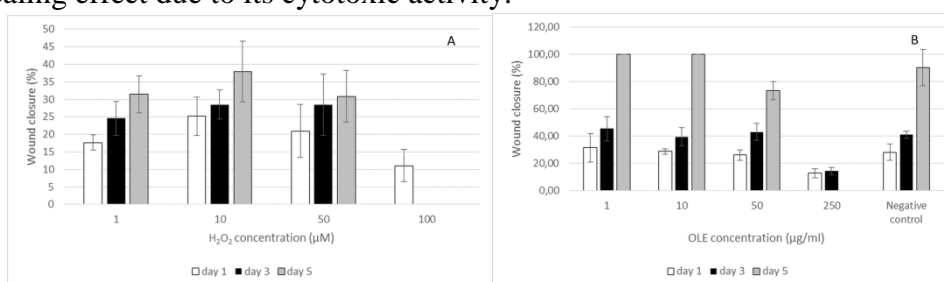 ealing effect due to its cytotoxic activity.
A
50
45
40
35
30
25
20
15
10
5
0
Wound closure (%)
1 10 50 100
H₂O₂ concentration (µM)
day 1 day 3 day 5
B
120,00
100,00
80,00
60,00
40,00
20,00
0,00
Wound closure (%)
1 10 50 250 Negative
control
OLE concentration (µg/ml)
day 1 day 3 day 5